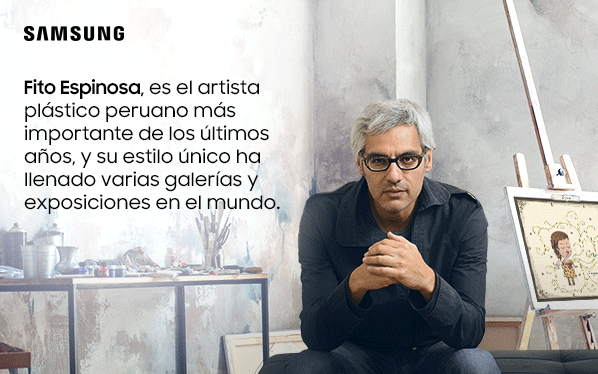 SAMSUNG
Fito Espinosa, es el artista
plástico peruano más
importante de los últimos
años, y su estilo único ha
llenado varias galerías y
exposiciones en el mundo.